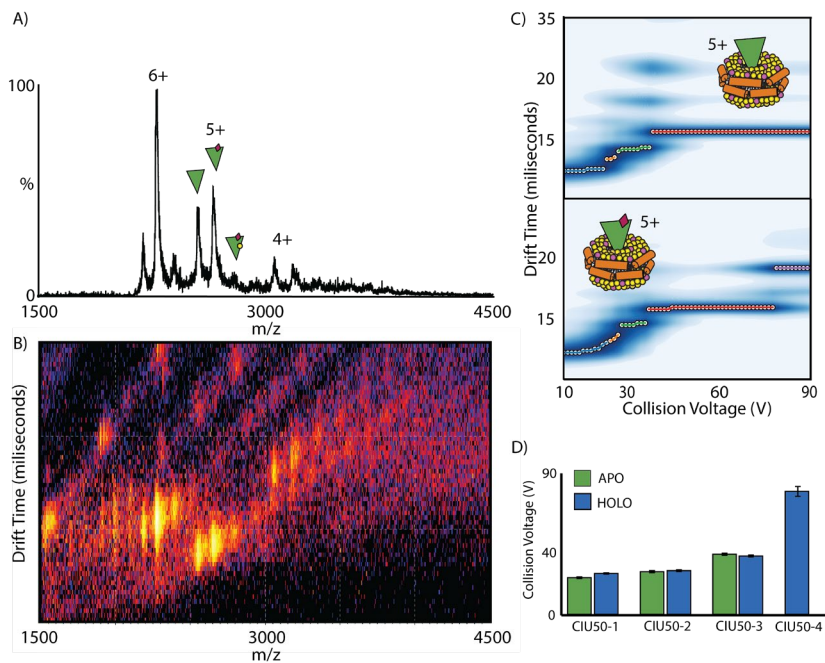 A)
100
%
0
6+
5+
4+
1500
3000
4500
m/z
B)
Drift Time (miliseconds)
1500
3000
4500
m/z
C)
35
20
15
5+
Drift Time (miliseconds)
20
15
5+
10
30
60
90
Collision Voltage (V)
D)
90
40
0
Collision Voltage (V)
APO
HOLO
CIU50-1
CIU50-2
CIU50-3
CIU50-4